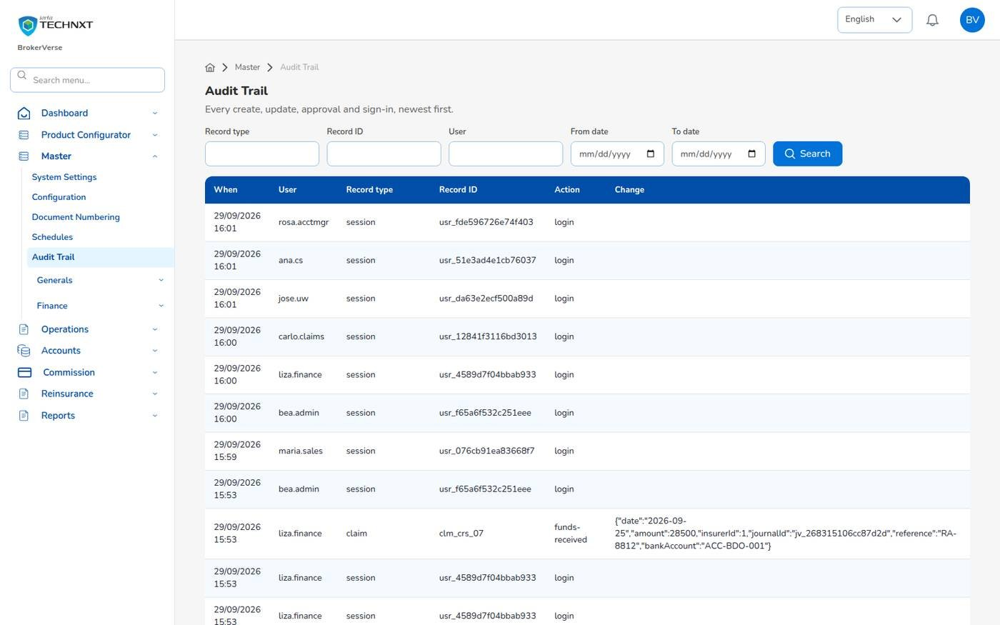 iorta
TECHNXT
BrokerVerse
Search menu...
Dashboard
Product Configurator
Master
System Settings
Configuration
Document Numbering
Schedules
Audit Trail
Generals
Finance
Operations
Accounts
Commission
Reinsurance
Reports
English
BV
Master
Audit Trail
Audit Trail
Every create, update, approval and sign-in, newest first.
Record type Record ID User From date To date
mm/dd/yyyy mm/dd/yyyy Search
When User Record type Record ID Action Change
29/09/2026
16:01
rosa.acctmgr session usr_fde596726e74f403 login
29/09/2026
16:01
ana.cs session usr_51e3ad4e1cb76037 login
29/09/2026
16:01
jose.uw session usr_da63e2ecf500a89d login
29/09/2026
16:00
carlo.claims session usr_12841f3116bd3013 login
29/09/2026
16:00
liza.finance session usr_4589d7f04bbab933 login
29/09/2026
16:00
bea.admin session usr_f65a6f532c251eee login
29/09/2026
15:59
maria.sales session usr_076cb91ea83668f7 login
29/09/2026
15:53
bea.admin session usr_f65a6f532c251eee login
29/09/2026
15:53
liza.finance claim clm_crs_07
funds-
received
{"date":"2026-09-
25","amount":28500,"insurerId":1,"journalId":"jv_268315106cc87d2d","reference":"RA-
8812","bankAccount":"ACC-BDO-001"}
29/09/2026
15:53
liza.finance session usr_4589d7f04bbab933 login
29/09/2026
15:53
liza.finance session usr_4589d7f04bbab933 login